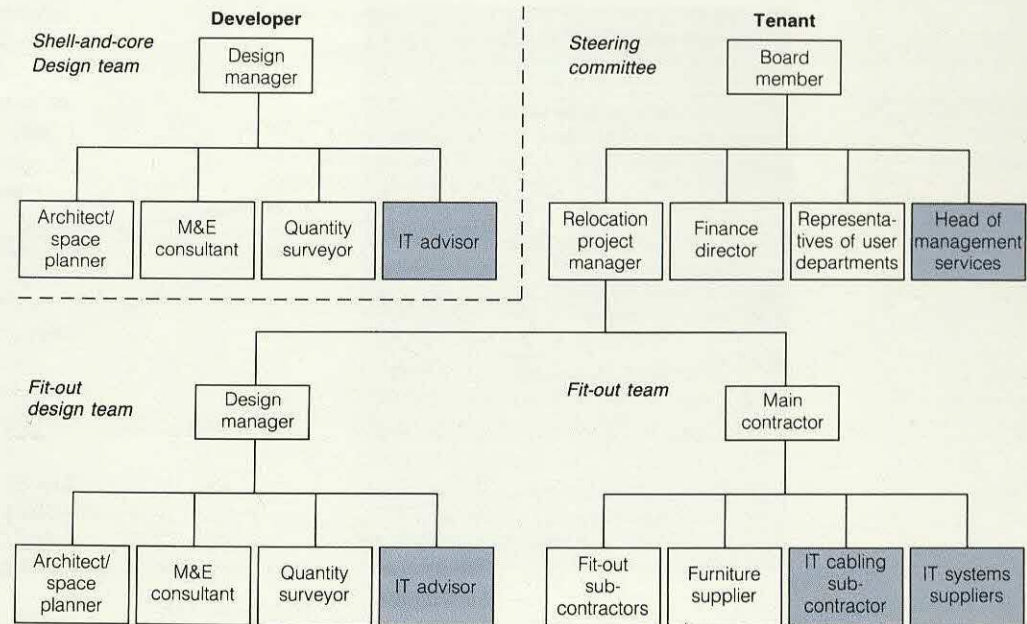 Developer
Shell-and-core
Design team
Design
manager
Architect/
space
planner
M&E
consultant
Quantity
surveyor
IT advisor
Tenant
Steering
committee
Board
member
Relocation
project
manager
Finance
director
Representa-
tives of user
departments
Head of
management
services
Fit-out
design team
Design
manager
Architect/
space
planner
M&E
consultant
Quantity
surveyor
IT advisor
Fit-out team
Main
contractor
Fit-out
sub-
contractors
Furniture
supplier
IT cabling
sub-
contractor
IT systems
suppliers